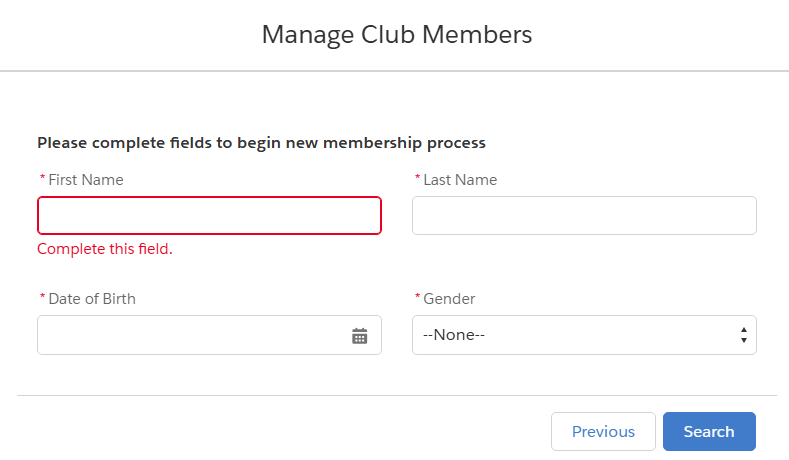 Manage Club Members
Please complete fields to begin new membership process
* First Name
* Last Name
Complete this field.
* Date of Birth
* Gender
--None--
Previous
Search